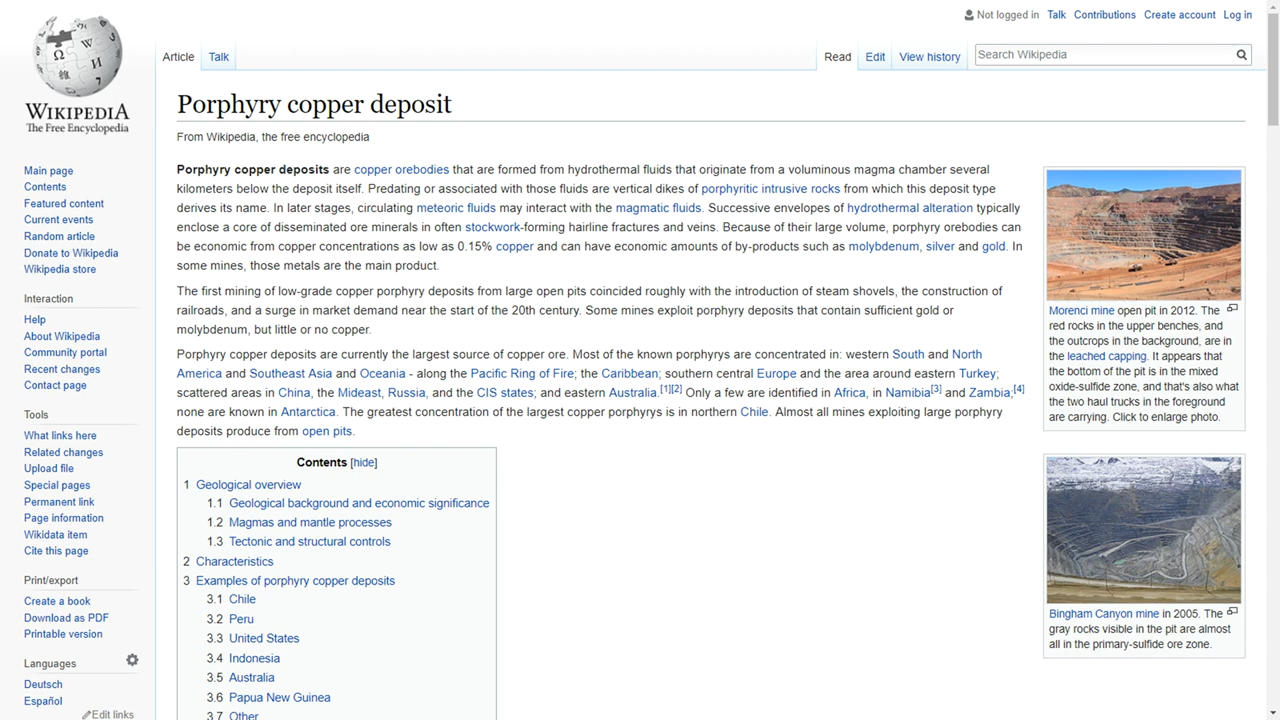 Not logged in Talk Contributions Create account Log in
Article Talk Read Edit View history Search Wikipedia
WIKIPEDIA
The Free Encyclopedia
Main page
Contents
Featured content
Current events
Random article
Donate to Wikipedia
Wikipedia store
Interaction
Help
About Wikipedia
Community portal
Recent changes
Contact page
Tools
What links here
Related changes
Upload file
Special pages
Permanent link
Page information
Wikidata item
Cite this page
Print/export
Create a book
Download as PDF
Printable version
Languages
Deutsch
Español
Edit links
Porphyry copper deposit
From Wikipedia, the free encyclopedia
Porphyry copper deposits are copper orebodies that are formed from hydrothermal fluids that originate from a voluminous magma chamber several
kilometers below the deposit itself. Predating or associated with those fluids are vertical dikes of porphyritic intrusive rocks from which this deposit type
derives its name. In later stages, circulating meteoric fluids may interact with the magmatic fluids. Successive envelopes of hydrothermal alteration typically
enclose a core of disseminated ore minerals in often stockwork-forming hairline fractures and veins. Because of their large volume, porphyry orebodies can
be economic from copper concentrations as low as 0.15% copper and can have economic amounts of by-products such as molybdenum, silver and gold. In
some mines, those metals are the main product.
The first mining of low-grade copper porphyry deposits from large open pits coincided roughly with the introduction of steam shovels, the construction of
railroads, and a surge in market demand near the start of the 20th century. Some mines exploit porphyry deposits that contain sufficient gold or
molybdenum, but little or no copper.
Porphyry copper deposits are currently the largest source of copper ore. Most of the known porphyrys are concentrated in: western South and North
America and Southeast Asia and Oceania - along the Pacific Ring of Fire; the Caribbean; southern central Europe and the area around eastern Turkey;
scattered areas in China, the Mideast, Russia, and the CIS states; and eastern Australia.[1][2] Only a few are identified in Africa, in Namibia[3] and Zambia;[4]
none are known in Antarctica. The greatest concentration of the largest copper porphyrys is in northern Chile. Almost all mines exploiting large porphyry
deposits produce from open pits.
Contents [hide]
1 Geological overview
1.1 Geological background and economic significance
1.2 Magmas and mantle processes
1.3 Tectonic and structural controls
2 Characteristics
3 Examples of porphyry copper deposits
3.1 Chile
3.2 Peru
3.3 United States
3.4 Indonesia
3.5 Australia
3.6 Papua New Guinea
3.7 Other
Morenci mine open pit in 2012. The
red rocks in the upper benches, and
the outcrops in the background, are in
the leached capping. It appears that
the bottom of the pit is in the mixed
oxide-sulfide zone, and that's also what
the two haul trucks in the foreground
are carrying. Click to enlarge photo.
Bingham Canyon mine in 2005. The
gray rocks visible in the pit are almost
all in the primary-sulfide ore zone.